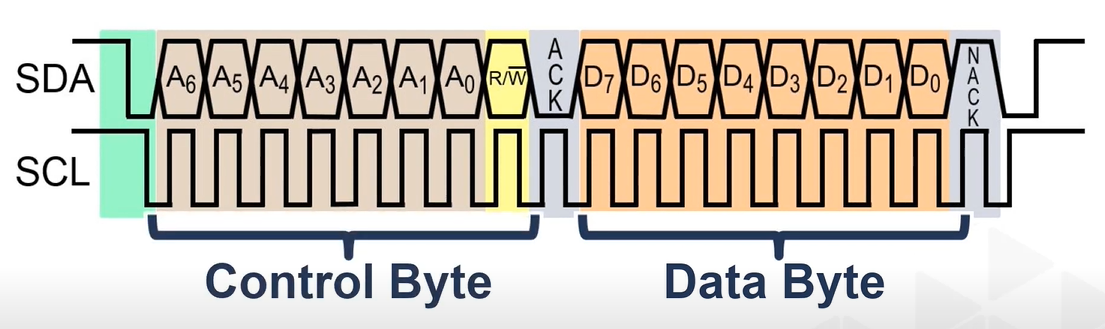 SDA A6 A5 A4 A3 A2 A1 A0 R/W̅ ACK D7 D6 D5 D4 D3 D2 D1 D0 NACK
SCL
Control Byte Data Byte